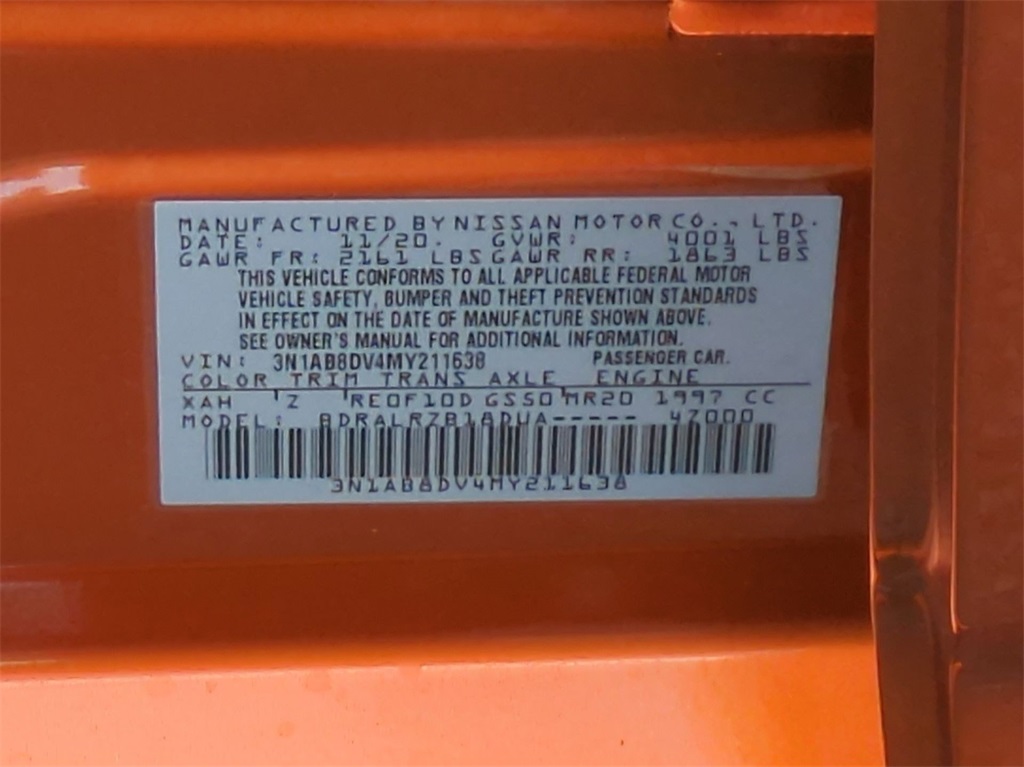 MANUFACTURED BY NISSAN MOTOR CO., LTD.
DATE: 11/20. GVWR: 4001 LBS
GAWR FR: 2161 LBS GAWR RR: 1863 LBS
THIS VEHICLE CONFORMS TO ALL APPLICABLE FEDERAL MOTOR
VEHICLE SAFETY, BUMPER AND THEFT PREVENTION STANDARDS
IN EFFECT ON THE DATE OF MANUFACTURE SHOWN ABOVE.
SEE OWNER'S MANUAL FOR ADDITIONAL INFORMATION.
VIN: 3N1AB8DV4MY211638 PASSENGER CAR.
COLOR TRIM TRANS AXLE ENGINE
XAH Z RE0F10D GS50 MR20 1997 CC
MODEL: BDRALRZB18DUA----- 4Z000
3N1AB8DV4MY211638